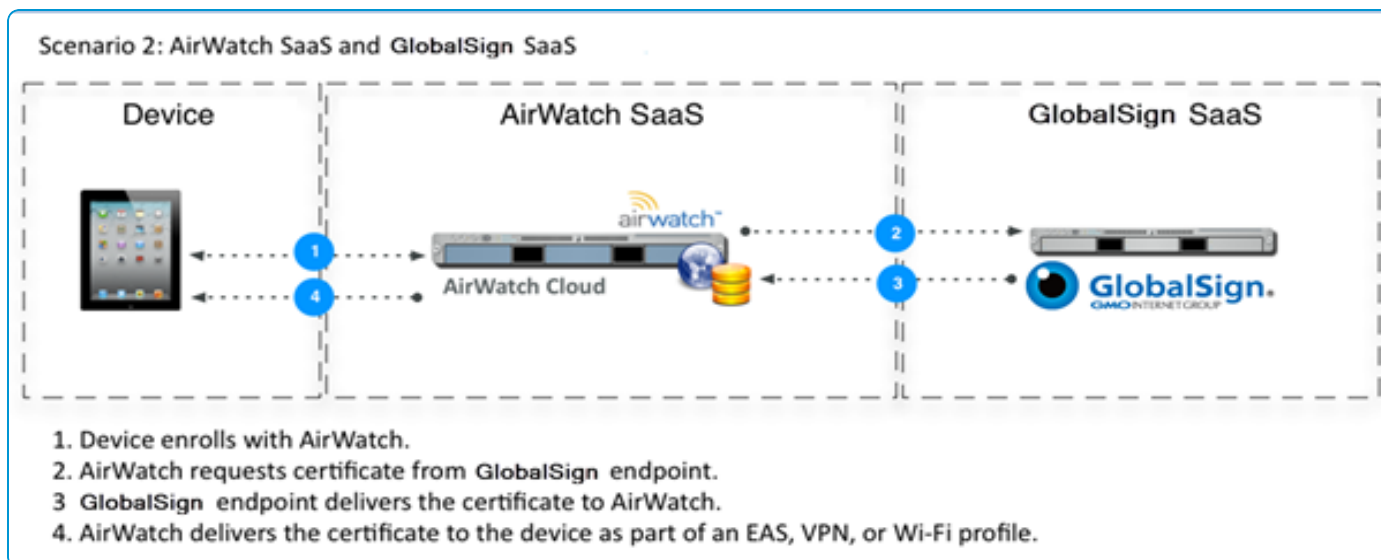 Scenario 2: AirWatch SaaS and GlobalSign SaaS
Device
AirWatch SaaS
GlobalSign SaaS
airwatch™
1
2
AirWatch Cloud
4
3
GlobalSign.
GMO INTERNET GROUP
1. Device enrolls with AirWatch.
2. AirWatch requests certificate from GlobalSign endpoint.
3 GlobalSign endpoint delivers the certificate to AirWatch.
4. AirWatch delivers the certificate to the device as part of an EAS, VPN, or Wi-Fi profile.